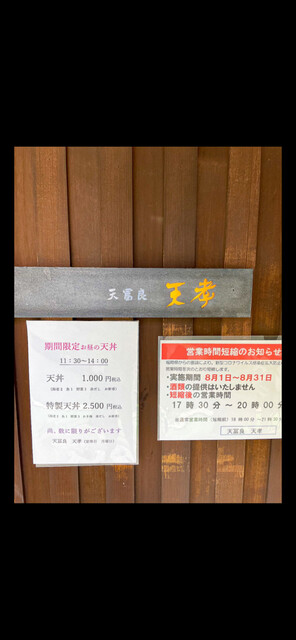 天冨良 天孝
期間限定お昼の天丼
11:30~14:00
天丼 1,000円税込
特製天丼 2,500円税込
尚、数に限りがございます
天冨良 天孝
営業時間短縮のお知らせ
・実施期間 8月1日~8月31日
・酒類の提供はいたしません
・短縮後の営業時間
17時30分~20時00分
天冨良 天孝